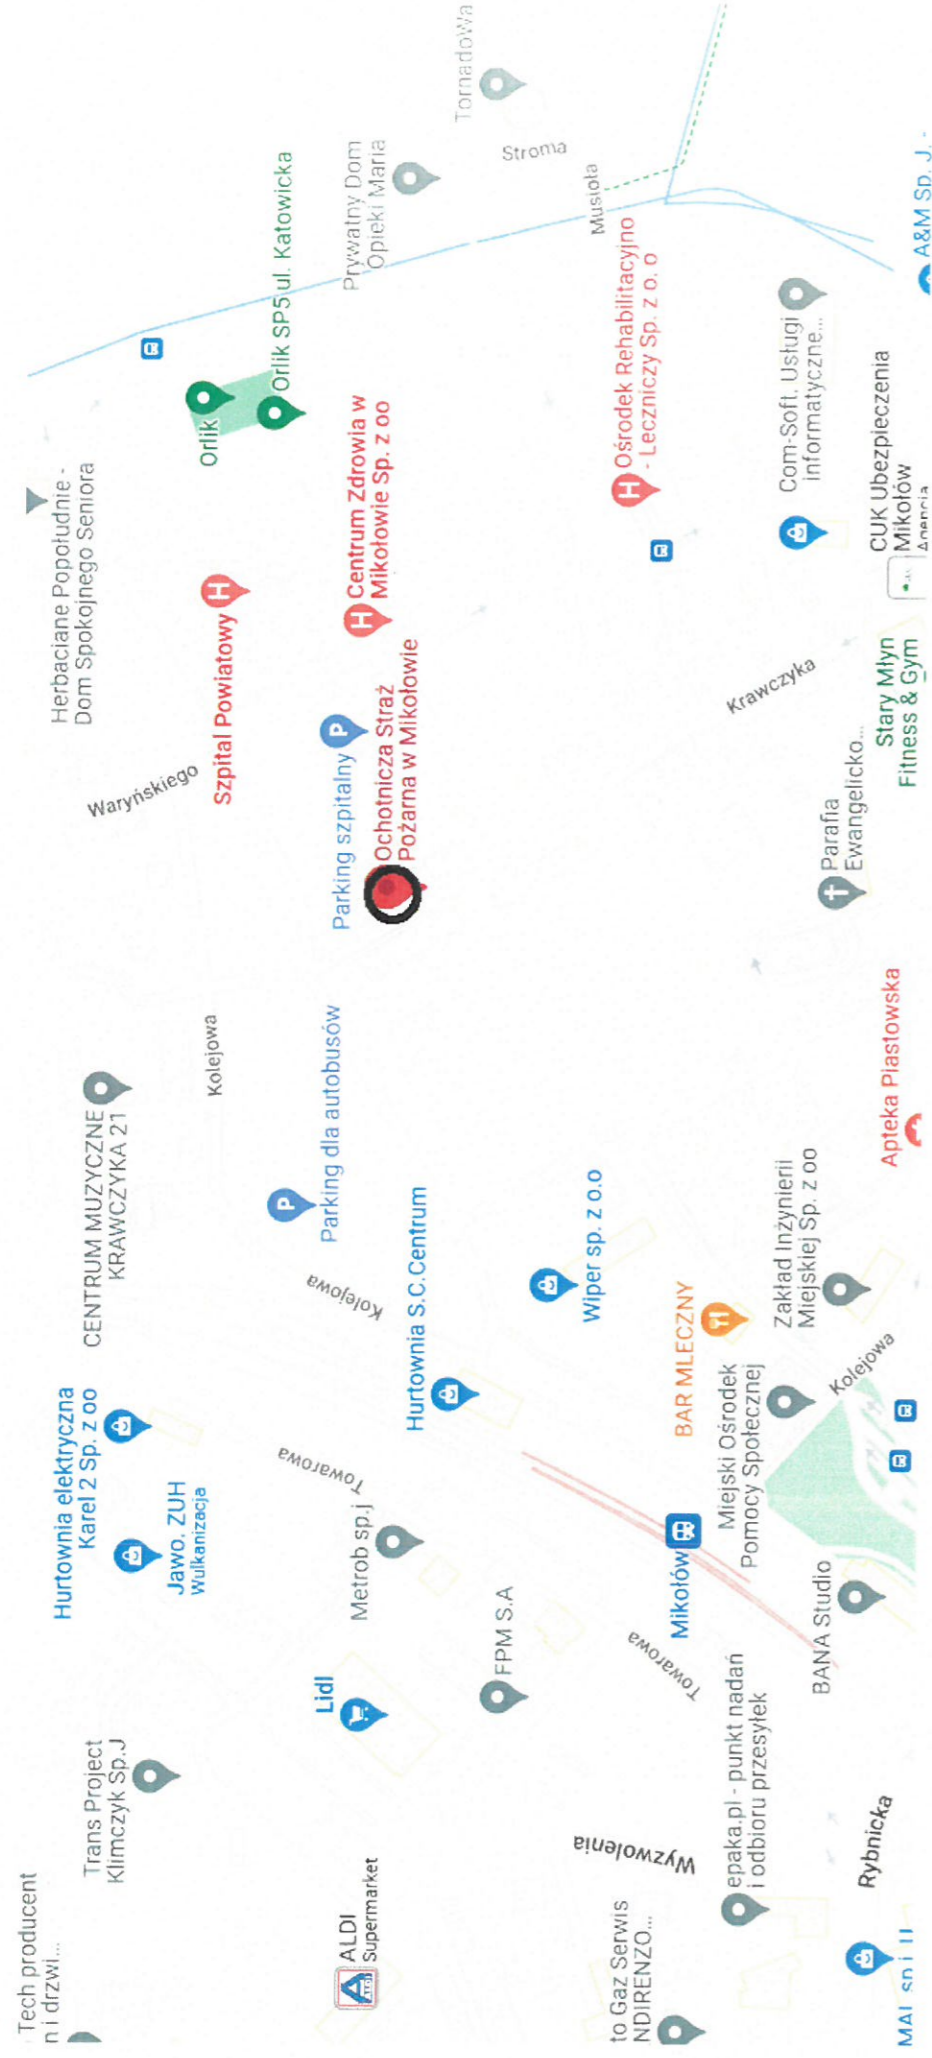 Tech producent
n i drzwi...
Trans Project
Klimczyk Sp.J
Hurtownia elektryczna
Karel 2 Sp. z oo
Jawo. ZUH
Wulkanizacja
CENTRUM MUZYCZNE
KRAWCZYKA 21
Kolejowa
Waryńskiego
Herbaciane Popołudnie -
Dom Spokojnego Seniora
Szpital Powiatowy
Orlik
Orlik SP5 ul. Katowicka
ALDI
Supermarket
Lidl
Metrob sp.j
Towarowa
Kolejowa
Parking dla autobusów
Hurtownia S.C.Centrum
Parking szpitalny
Ochotnicza Straż
Pożarna w Mikołowie
Centrum Zdrowia w
Mikołowie Sp. z oo
Prywatny Dom
Opieki Maria
Tornadowa
Stroma
Musioła
FPM S.A
Wiper sp. z o.o
Ośrodek Rehabilitacyjno
- Leczniczy Sp. z o. o
to Gaz Serwis
NDIRENZO...
Wyzwolenia
Towarowa
Mikołów
BAR MLECZNY
epaka.pl - punkt nadań
i odbioru przesyłek
Miejski Ośrodek
Pomocy Społecznej
BANA Studio
Zakład Inżynierii
Miejskiej Sp. z oo
Kolejowa
Krawczyka
Parafia
Ewangelicko...
Com-Soft. Usługi
informatyczne...
Rybnicka
Apteka Piastowska
Stary Młyn
Fitness & Gym
CUK Ubezpieczenia
Mikołów
Agencja
A&M Sp. J. -